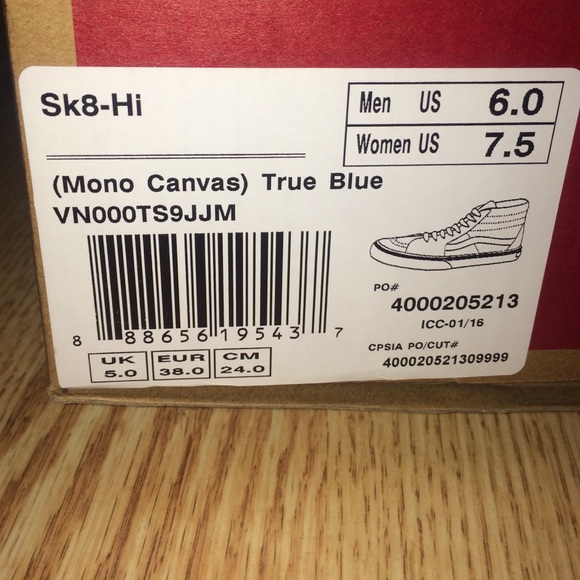 Sk8-Hi
Men US 6.0
Women US 7.5
(Mono Canvas) True Blue
VN000TS9JJM
8 88656 19543 7
PO#
4000205213
ICC-01/16
CPSIA PO/CUT#
400020521309999
UK EUR CM
5.0 38.0 24.0